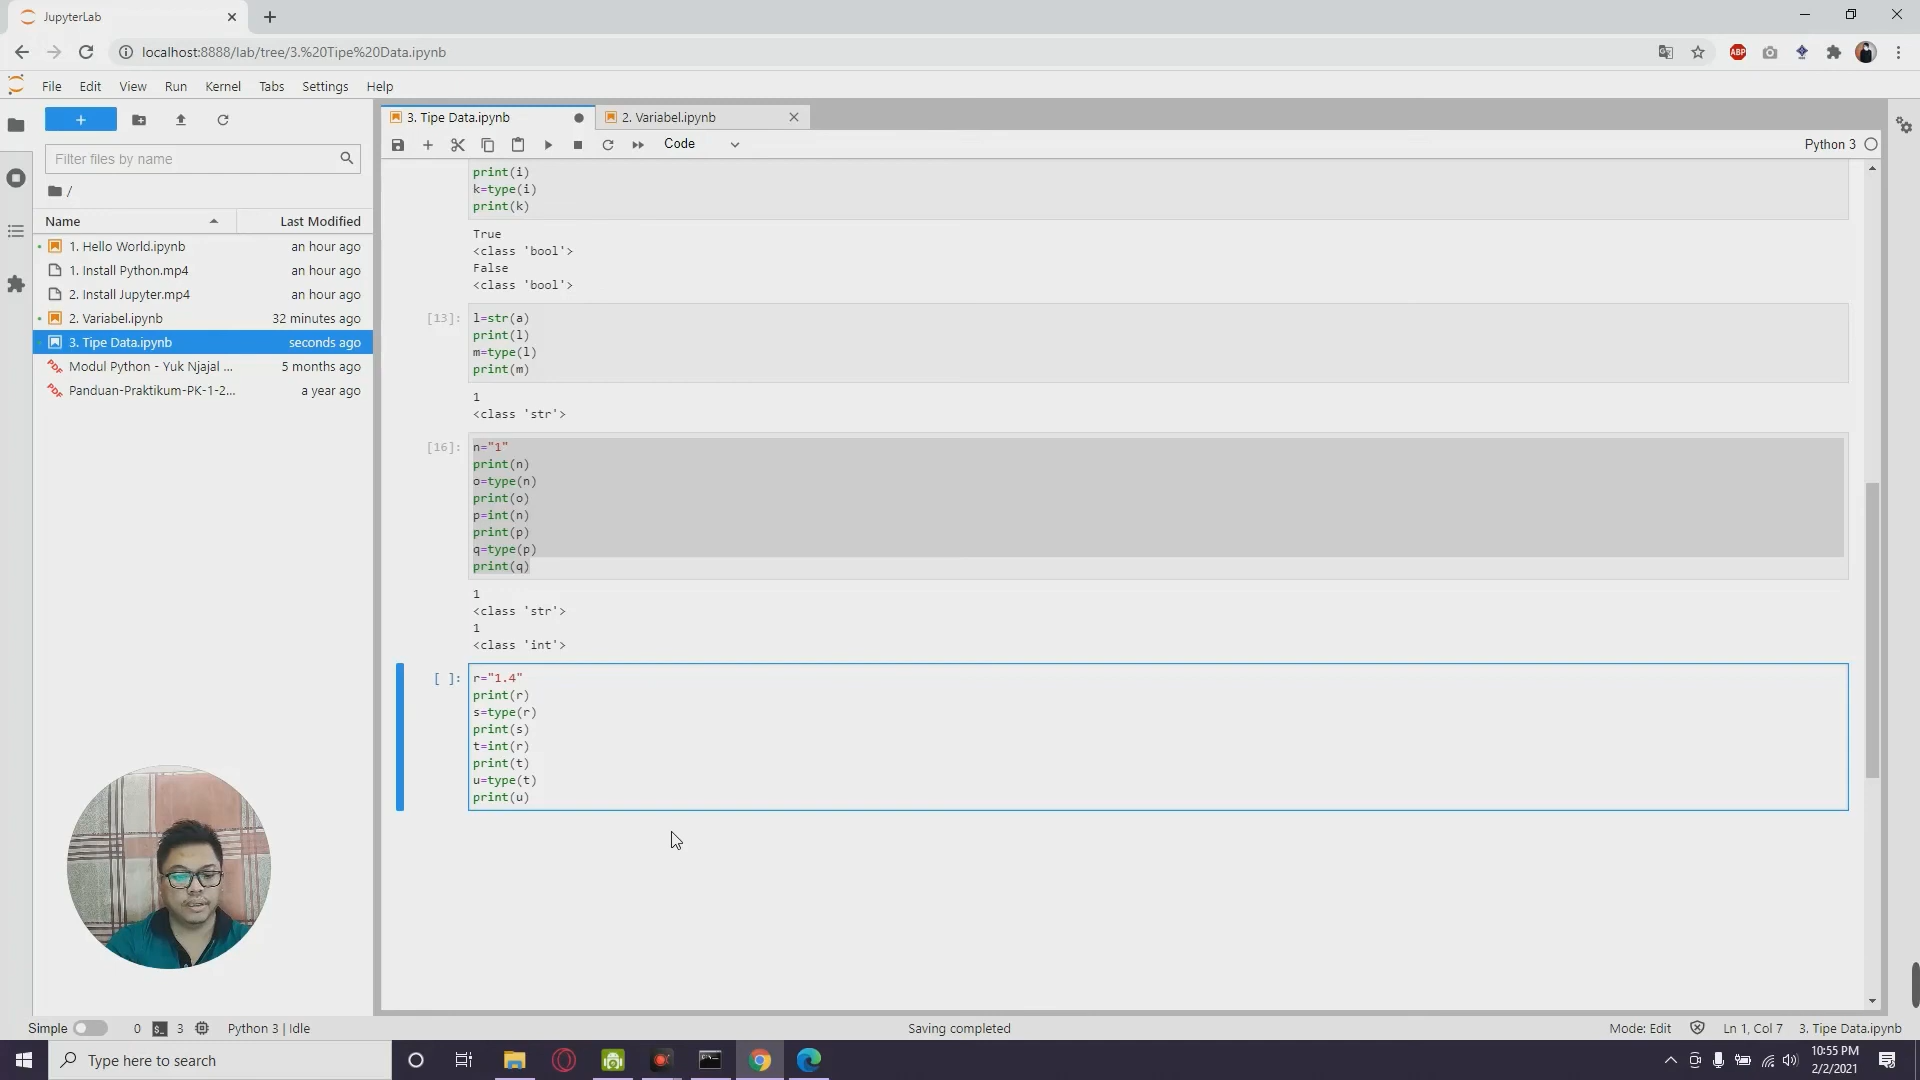 JupyterLab
localhost:8888/lab/tree/3.%20Tipe%20Data.ipynb
ABP
File Edit View Run Kernel Tabs Settings Help
3. Tipe Data.ipynb
2. Variabel.ipynb
Code
Python 3
Filter files by name
/
Name Last Modified
1. Hello World.ipynb an hour ago
1. Install Python.mp4 an hour ago
2. Install Jupyter.mp4 an hour ago
2. Variabel.ipynb 32 minutes ago
3. Tipe Data.ipynb seconds ago
Modul Python - Yuk Njajal ... 5 months ago
Panduan-Praktikum-PK-1-2... a year ago
print(i)
k=type(i)
print(k)
True
<class 'bool'>
False
<class 'bool'>
[13]:
l=str(a)
print(l)
m=type(l)
print(m)
1
<class 'str'>
[16]:
n="1"
print(n)
o=type(n)
print(o)
p=int(n)
print(p)
q=type(p)
print(q)
1
<class 'str'>
1
<class 'int'>
[ ]:
r="1.4"
print(r)
s=type(r)
print(s)
t=int(r)
print(t)
u=type(t)
print(u)
Simple 0 3 Python 3 | Idle
Saving completed
Mode: Edit Ln 1, Col 7 3. Tipe Data.ipynb
Type here to search
10:55 PM
2/2/2021